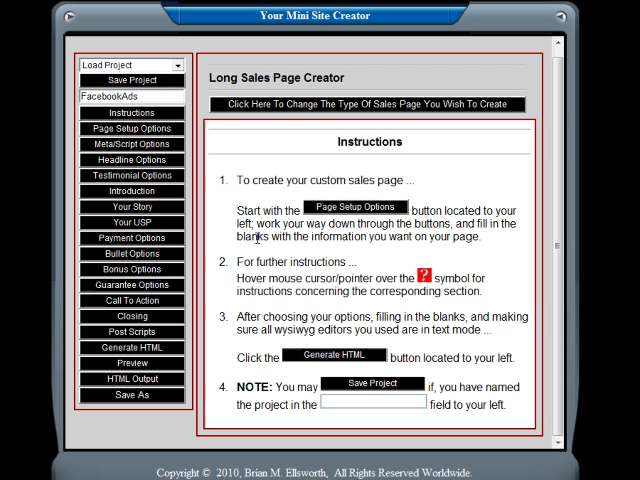 Your Mini Site Creator
Load Project
Save Project
FacebookAds
Instructions
Page Setup Options
Meta/Script Options
Headline Options
Testimonial Options
Introduction
Your Story
Your USP
Payment Options
Bullet Options
Bonus Options
Guarantee Options
Call To Action
Closing
Post Scripts
Generate HTML
Preview
HTML Output
Save As
Long Sales Page Creator
Click Here To Change The Type Of Sales Page You Wish To Create
Instructions
1. To create your custom sales page ...
Start with the Page Setup Options button located to your
left; work your way down through the buttons, and fill in the
blanks with the information you want on your page.
2. For further instructions ...
Hover mouse cursor/pointer over the ? symbol for
instructions concerning the corresponding section.
3. After choosing your options, filling in the blanks, and making
sure all wysiwyg editors you used are in text mode ...
Click the Generate HTML button located to your left.
4. NOTE: You may Save Project if, you have named
the project in the field to your left.
Copyright © 2010, Brian M. Ellsworth, All Rights Reserved Worldwide.